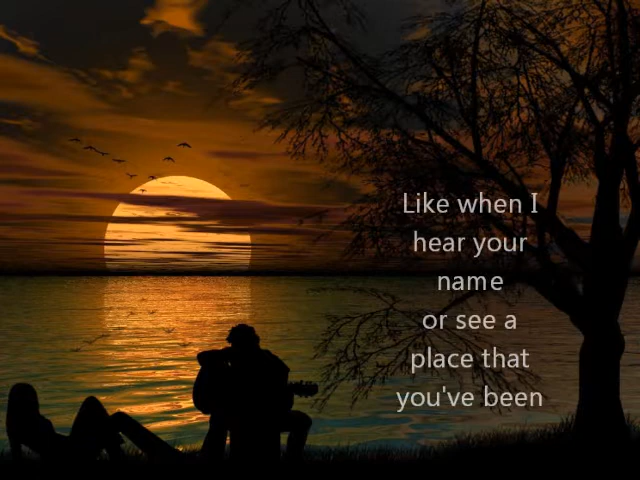 Like when I
hear your
name
or see a
place that
you've been